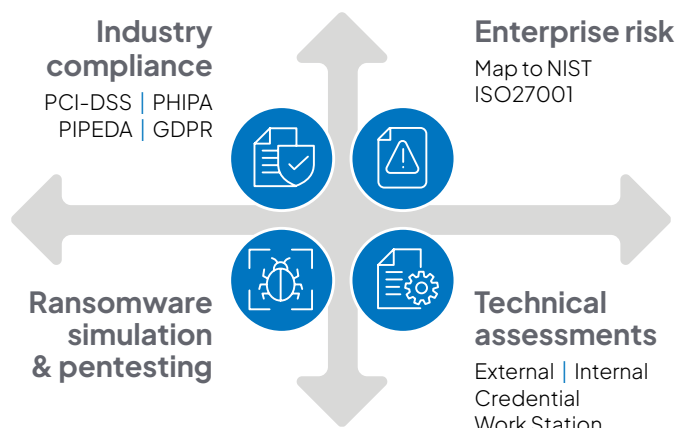 Industry
compliance
PCI-DSS | PHIPA
PIPEDA | GDPR
Enterprise risk
Map to NIST
ISO27001
Ransomware
simulation
& pentesting
Technical
assessments
External | Internal
Credential
Work Station